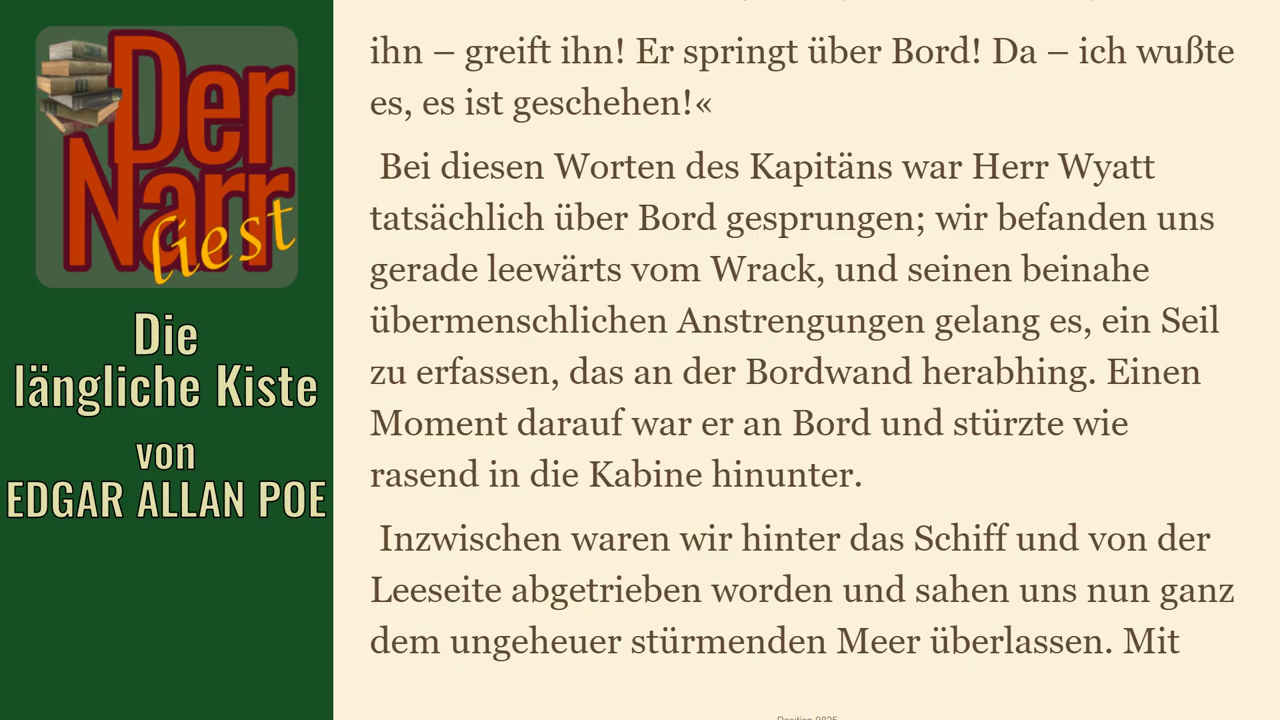 Der
Narr
liest
Die
längliche Kiste
von
EDGAR ALLAN POE
ihn – greift ihn! Er springt über Bord! Da – ich wußte
es, es ist geschehen!«
Bei diesen Worten des Kapitäns war Herr Wyatt
tatsächlich über Bord gesprungen; wir befanden uns
gerade leewärts vom Wrack, und seinen beinahe
übermenschlichen Anstrengungen gelang es, ein Seil
zu erfassen, das an der Bordwand herabhing. Einen
Moment darauf war er an Bord und stürzte wie
rasend in die Kabine hinunter.
Inzwischen waren wir hinter das Schiff und von der
Leeseite abgetrieben worden und sahen uns nun ganz
dem ungeheuer stürmenden Meer überlassen. Mit